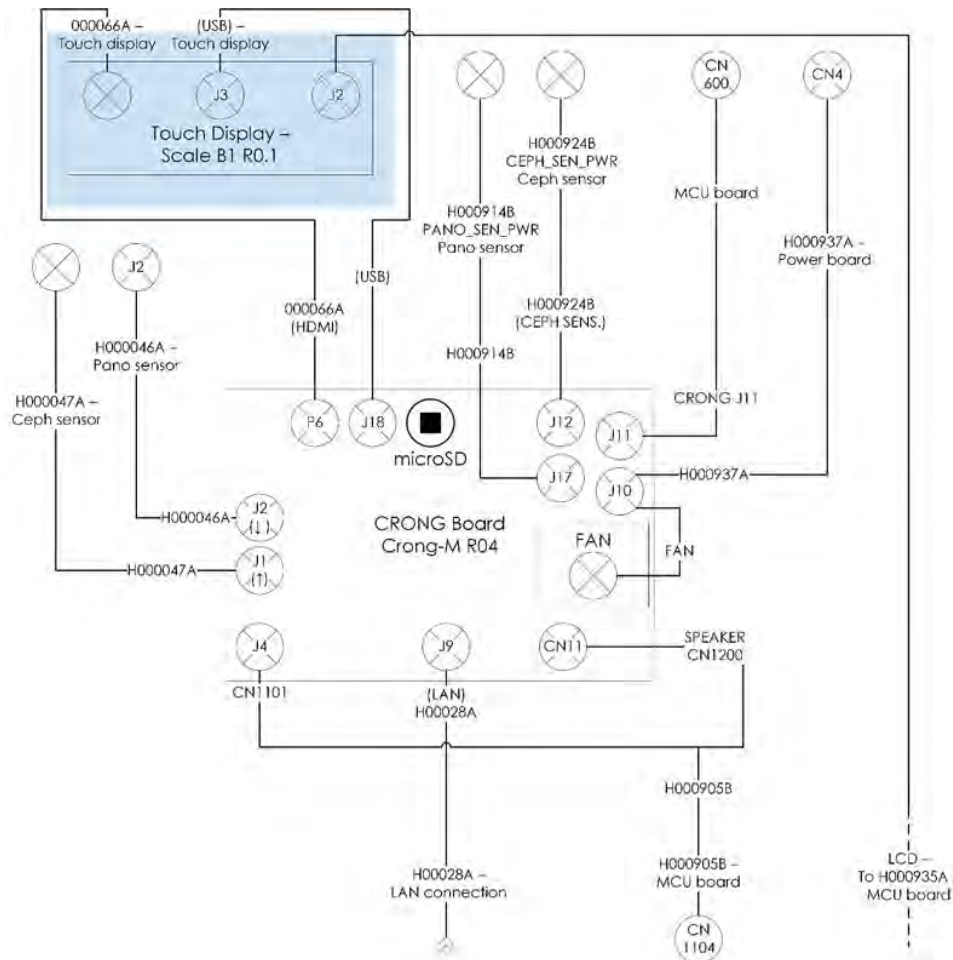 000066A –
Touch display
(USB) –
Touch display
J3
J2
Touch Display –
Scale B1 R0.1
CN
600
CN4
H000924B
CEPH_SEN_PWR
Ceph sensor
MCU board
H000914B
PANO_SEN_PWR
Pano sensor
H000937A –
Power board
J2
(USB)
000066A
(HDMI)
H000924B
(CEPH SENS.)
H000046A –
Pano sensor
H000914B
H000047A –
Ceph sensor
CRONG J11
P6
J18
microSD
J12
J11
J17
H000937A
J10
H000046A
J2
(↓)
CRONG Board
Crong-M R04
FAN
FAN
H000047A
J1
(↑)
J4
J9
CN11
SPEAKER
CN1200
CN1101
(LAN)
H00028A
H000905B
H00028A –
LAN connection
H000905B –
MCU board
LCD –
To H000935A
MCU board
CN
1104